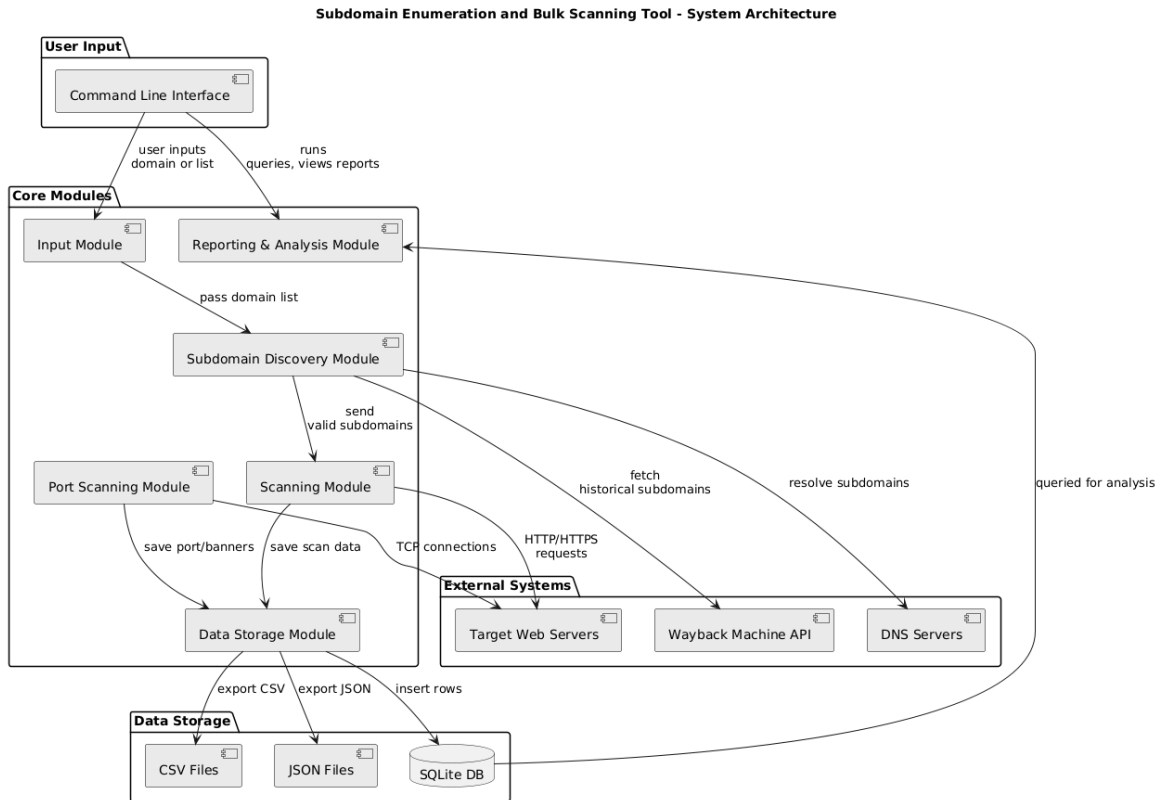 Subdomain Enumeration and Bulk Scanning Tool - System Architecture
User Input
Command Line Interface
user inputs
domain or list
runs
queries, views reports
Core Modules
Input Module
Reporting & Analysis Module
pass domain list
Subdomain Discovery Module
send
valid subdomains
fetch
historical subdomains
resolve subdomains
queried for analysis
Port Scanning Module
Scanning Module
save port/banners
save scan data
TCP connections
HTTP/HTTPS
requests
External Systems
Target Web Servers
Wayback Machine API
DNS Servers
Data Storage Module
export CSV
export JSON
insert rows
Data Storage
CSV Files
JSON Files
SQLite DB